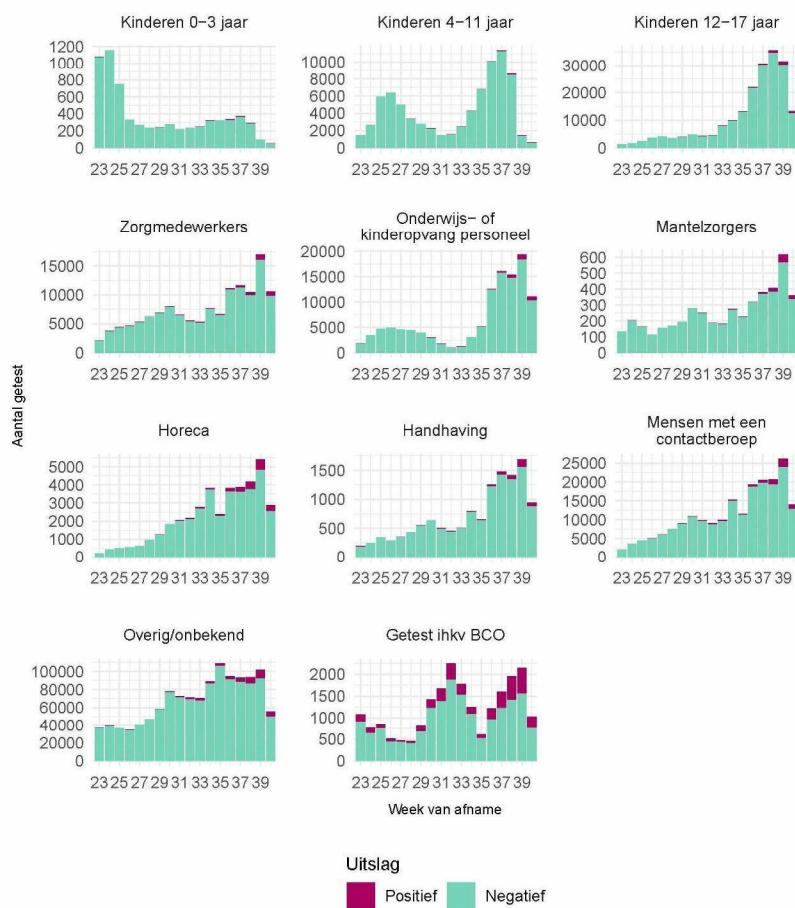 Kinderen 0−3 jaar
Kinderen 4−11 jaar
Kinderen 12−17 jaar
1200
1000
800
600
400
200
0
23 25 27 29 31 33 35 37 39
10000
8000
6000
4000
2000
0
23 25 27 29 31 33 35 37 39
30000
20000
10000
0
23 25 27 29 31 33 35 37 39
Zorgmedewerkers
Onderwijs− of
kinderopvang personeel
Mantelzorgers
15000
10000
5000
0
23 25 27 29 31 33 35 37 39
20000
15000
10000
5000
0
23 25 27 29 31 33 35 37 39
600
500
400
300
200
100
0
23 25 27 29 31 33 35 37 39
Aantal getest
Horeca
Handhaving
Mensen met een
contactberoep
5000
4000
3000
2000
1000
0
23 25 27 29 31 33 35 37 39
1500
1000
500
0
23 25 27 29 31 33 35 37 39
25000
20000
15000
10000
5000
0
23 25 27 29 31 33 35 37 39
Overig/onbekend
Getest ihkv BCO
100000
80000
60000
40000
20000
0
23 25 27 29 31 33 35 37 39
2000
1500
1000
500
0
23 25 27 29 31 33 35 37 39
Week van afname
Uitslag
Positief
Negatief